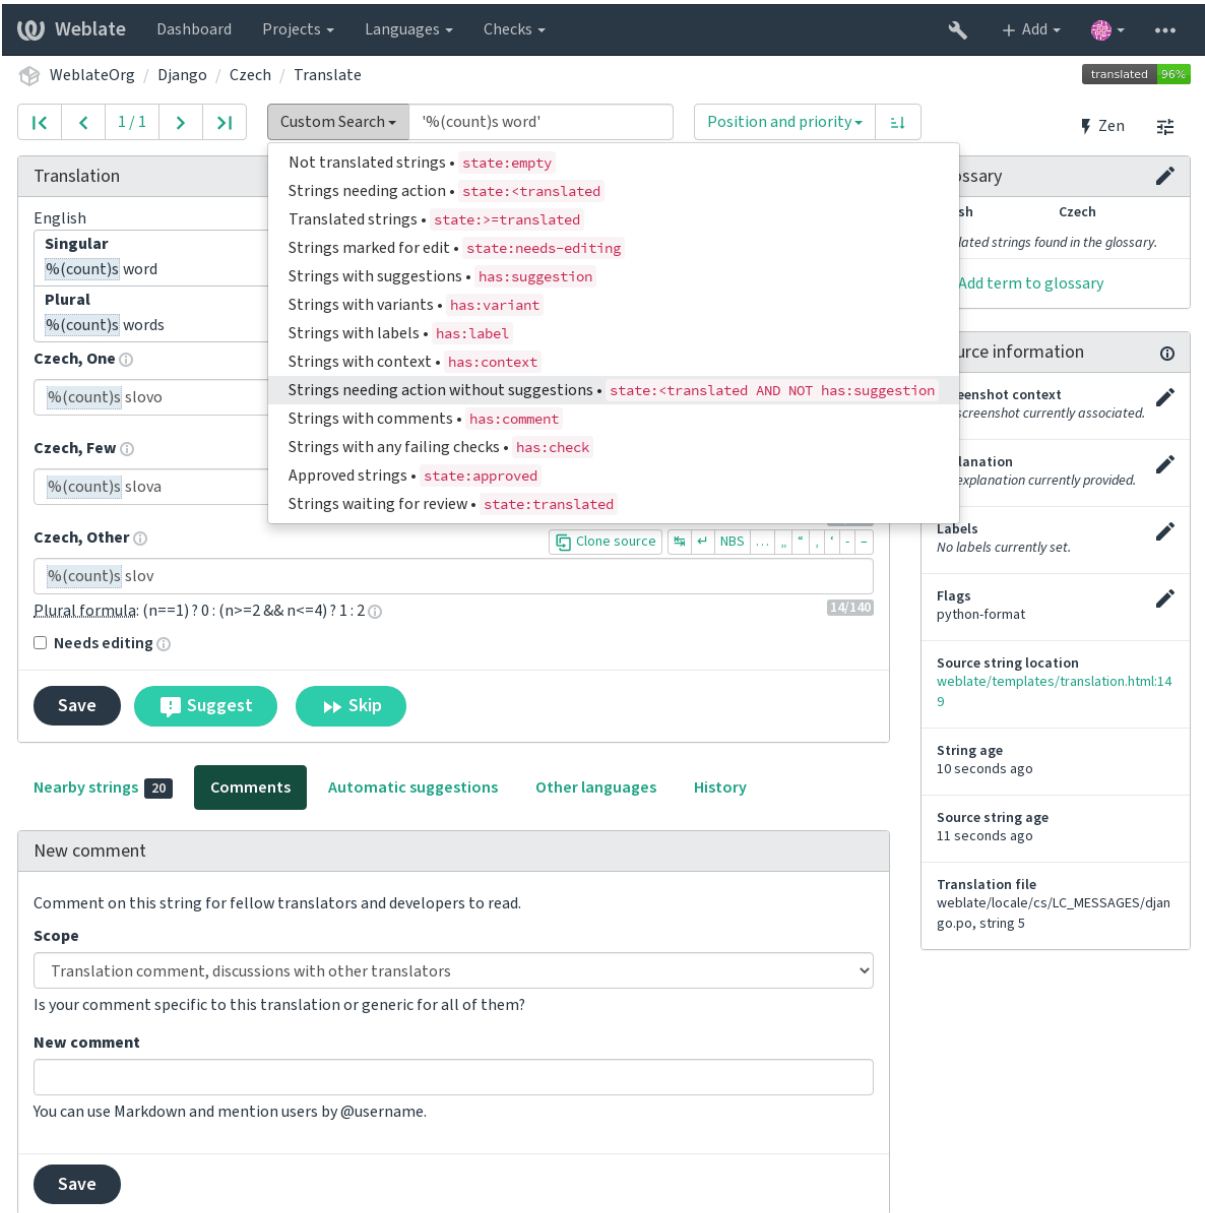 Weblate Dashboard Projects Languages Checks Add
WeblateOrg / Django / Czech / Translate translated 96%
1 / 1 Custom Search '%(count)s word' Position and priority Zen
Not translated strings • state:empty
Strings needing action • state:<translated
Translated strings • state:>=translated
Strings marked for edit • state:needs-editing
Strings with suggestions • has:suggestion
Strings with variants • has:variant
Strings with labels • has:label
Strings with context • has:context
Strings needing action without suggestions • state:<translated AND NOT has:suggestion
Strings with comments • has:comment
Strings with any failing checks • has:check
Approved strings • state:approved
Strings waiting for review • state:translated
Translation
English
Singular
%(count)s word
Plural
%(count)s words
Czech, One
%(count)s slovo
Czech, Few
%(count)s slova
Czech, Other
Clone source ↹ ↵ NBS … „ “ ‚ ‘ - –
%(count)s slov
Plural formula: (n==1) ? 0 : (n>=2 && n<=4) ? 1 : 2
14/140
Needs editing
Save Suggest Skip
Nearby strings 20 Comments Automatic suggestions Other languages History
New comment
Comment on this string for fellow translators and developers to read.
Scope
Translation comment, discussions with other translators
Is your comment specific to this translation or generic for all of them?
New comment
You can use Markdown and mention users by @username.
Save
ossary
sh Czech
lated strings found in the glossary.
Add term to glossary
urce information
eenshot context
screenshot currently associated.
lanation
explanation currently provided.
Labels
No labels currently set.
Flags
python-format
Source string location
weblate/templates/translation.html:14
9
String age
10 seconds ago
Source string age
11 seconds ago
Translation file
weblate/locale/cs/LC_MESSAGES/djan
go.po, string 5